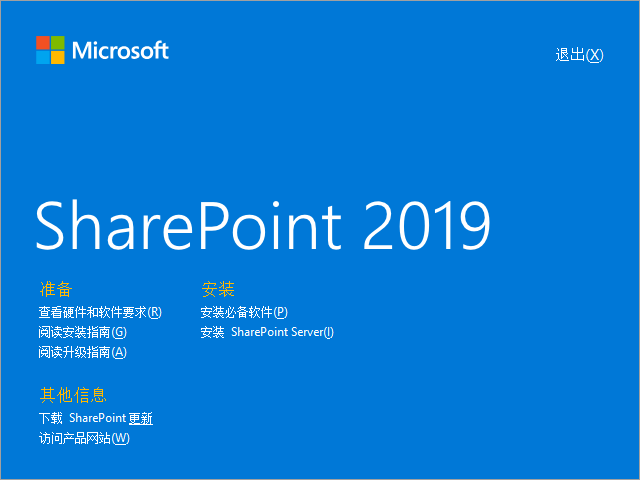 Microsoft
退出(X)
SharePoint 2019
准备
查看硬件和软件要求(R)
阅读安装指南(G)
阅读升级指南(A)
安装
安装必备软件(P)
安装 SharePoint Server(I)
其他信息
下载 SharePoint 更新
访问产品网站(W)